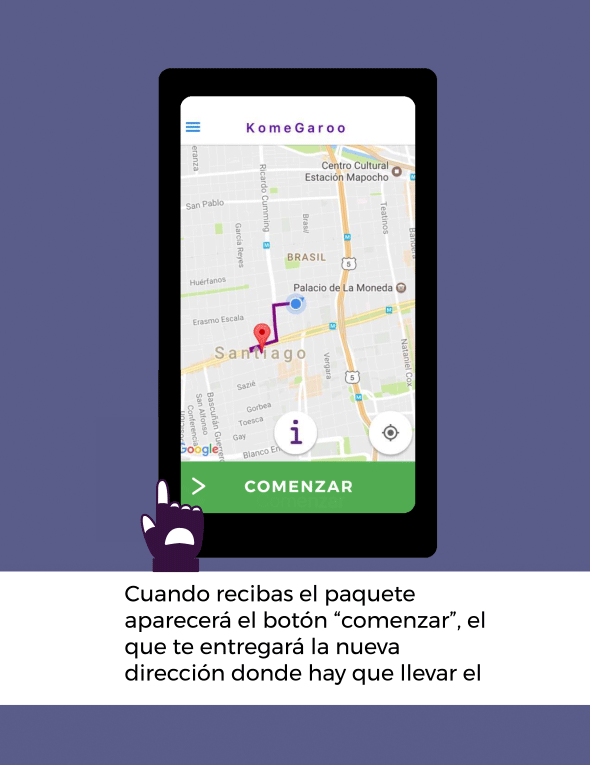 KomeGaroo
eranza
Centro Cultural
Estación Mapocho
San Pablo
Ricardo Cumming
García Reyes
Brasil
Teatinos
Bandera
BRASIL
5
Palacio de La Moneda
Huérfanos
Erasmo Escala
Santiago
Vergara
Nataniel Cox
5
Sazié
Gorbea
Toesca
Gay
Conferencia
San Alfonso
Bascuñán Guerrero
Blanco En
i
Google
> COMENZAR
Cuando recibas el paquete
aparecerá el botón “comenzar”, el
que te entregará la nueva
dirección donde hay que llevar el